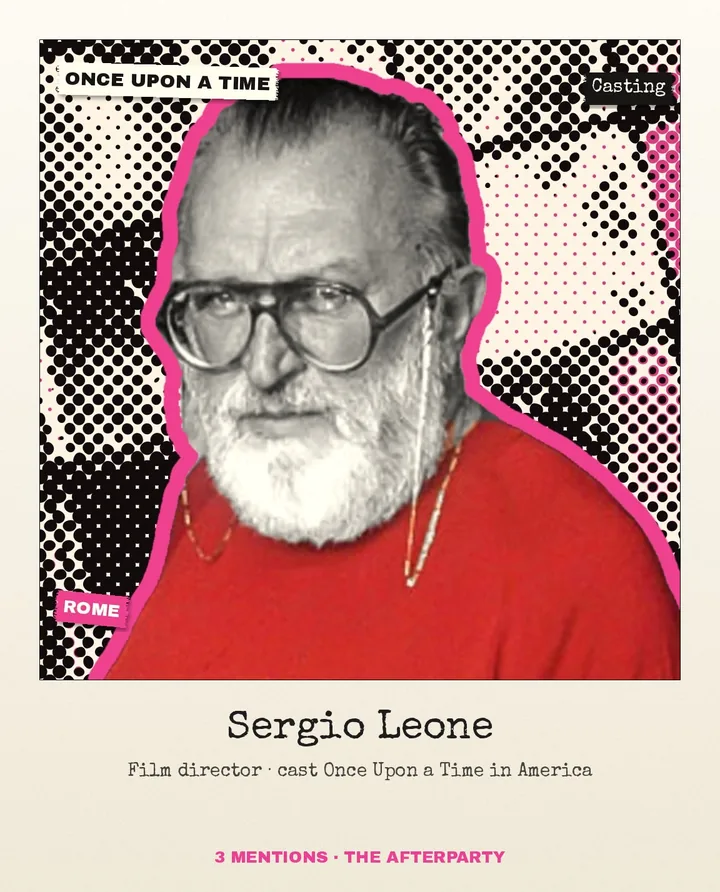 ONCE UPON A TIME
Casting
ROME
Sergio Leone
Film director · cast Once Upon a Time in America
3 MENTIONS · THE AFTERPARTY